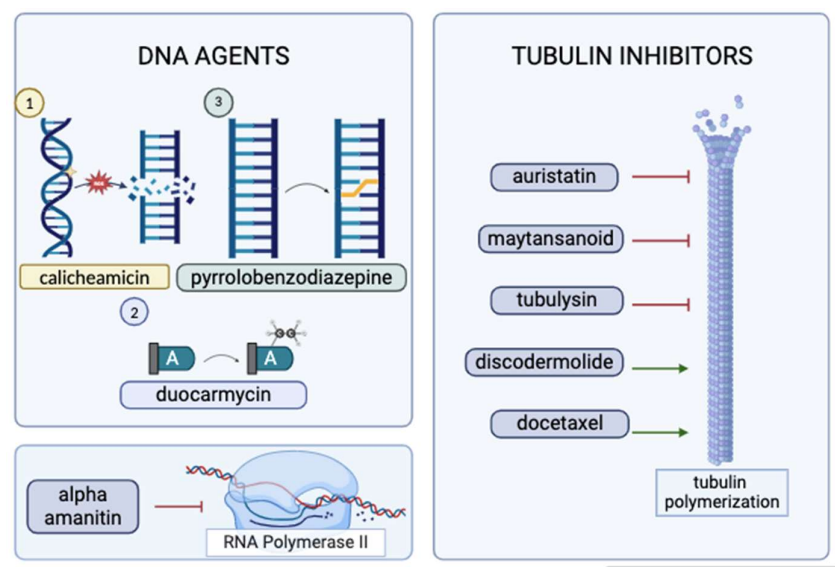 DNA AGENTS
1
3
calicheamicin
pyrrolobenzodiazepine
2
A
A
duocarmycin
alpha
amanitin
RNA Polymerase II
TUBULIN INHIBITORS
auristatin
maytansanoid
tubulysin
discodermolide
docetaxel
tubulin
polymerization